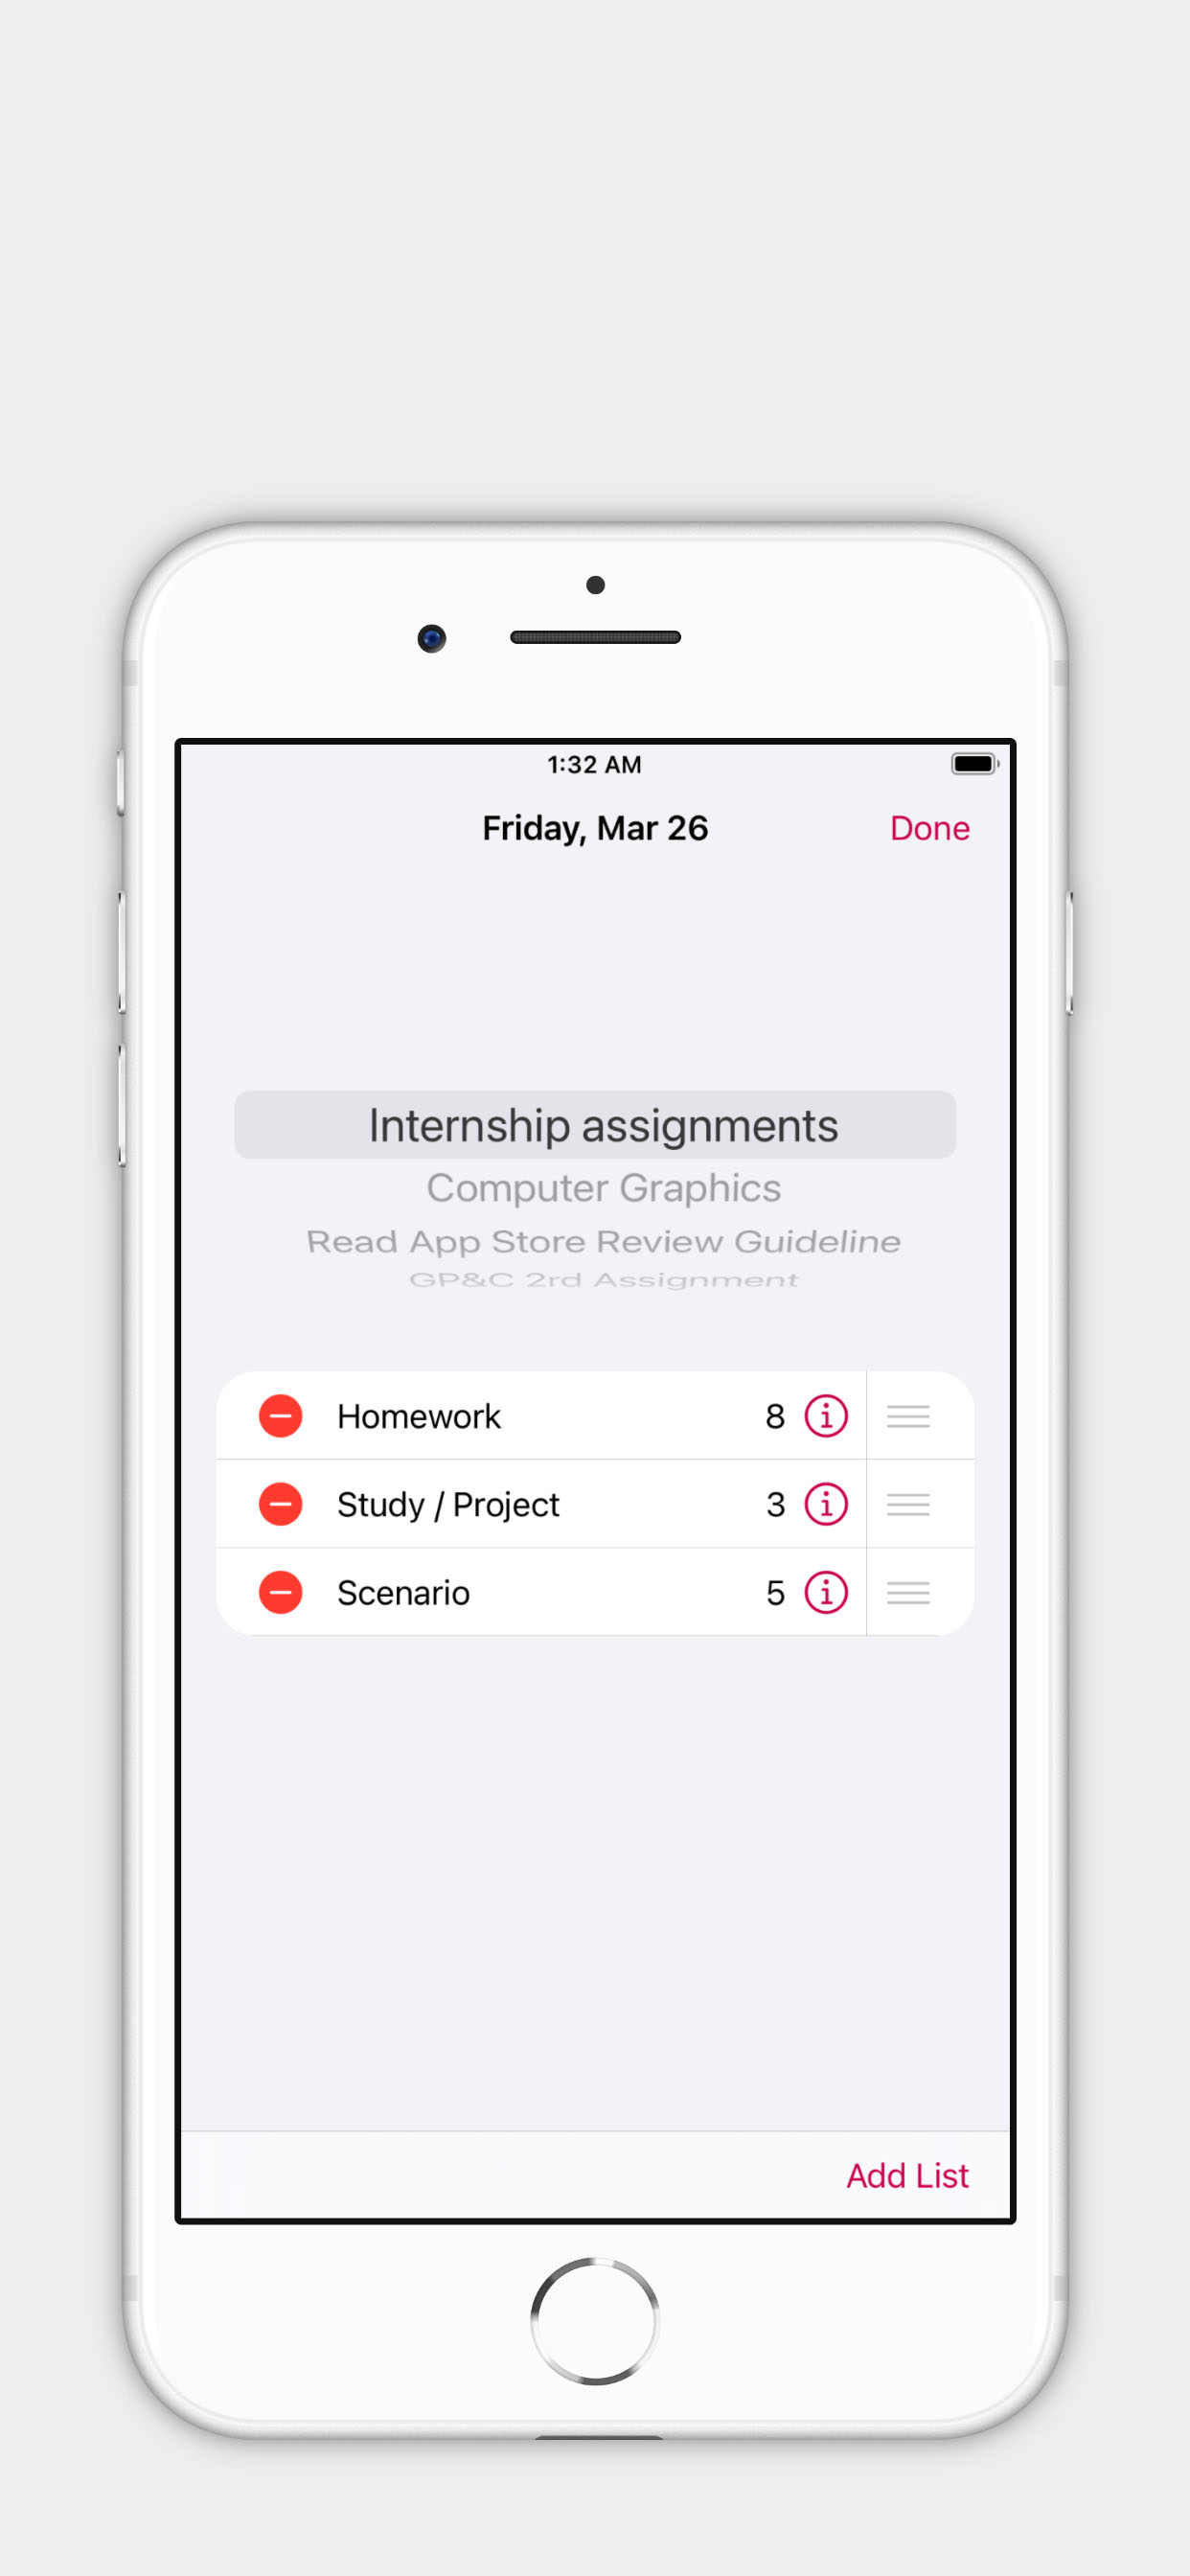 1:32 AM
Friday, Mar 26 Done
Internship assignments
Computer Graphics
Read App Store Review Guideline
GP&C 2rd Assignment
Homework 8
Study / Project 3
Scenario 5
Add List